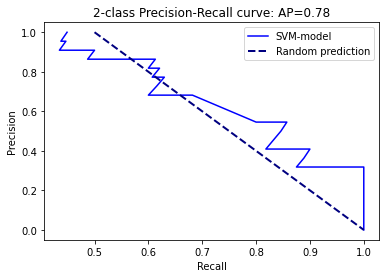 2-class Precision-Recall curve: AP=0.78
SVM-model
Random prediction
Precision
1.0
0.8
0.6
0.4
0.2
0.0
0.5 0.6 0.7 0.8 0.9 1.0
Recall